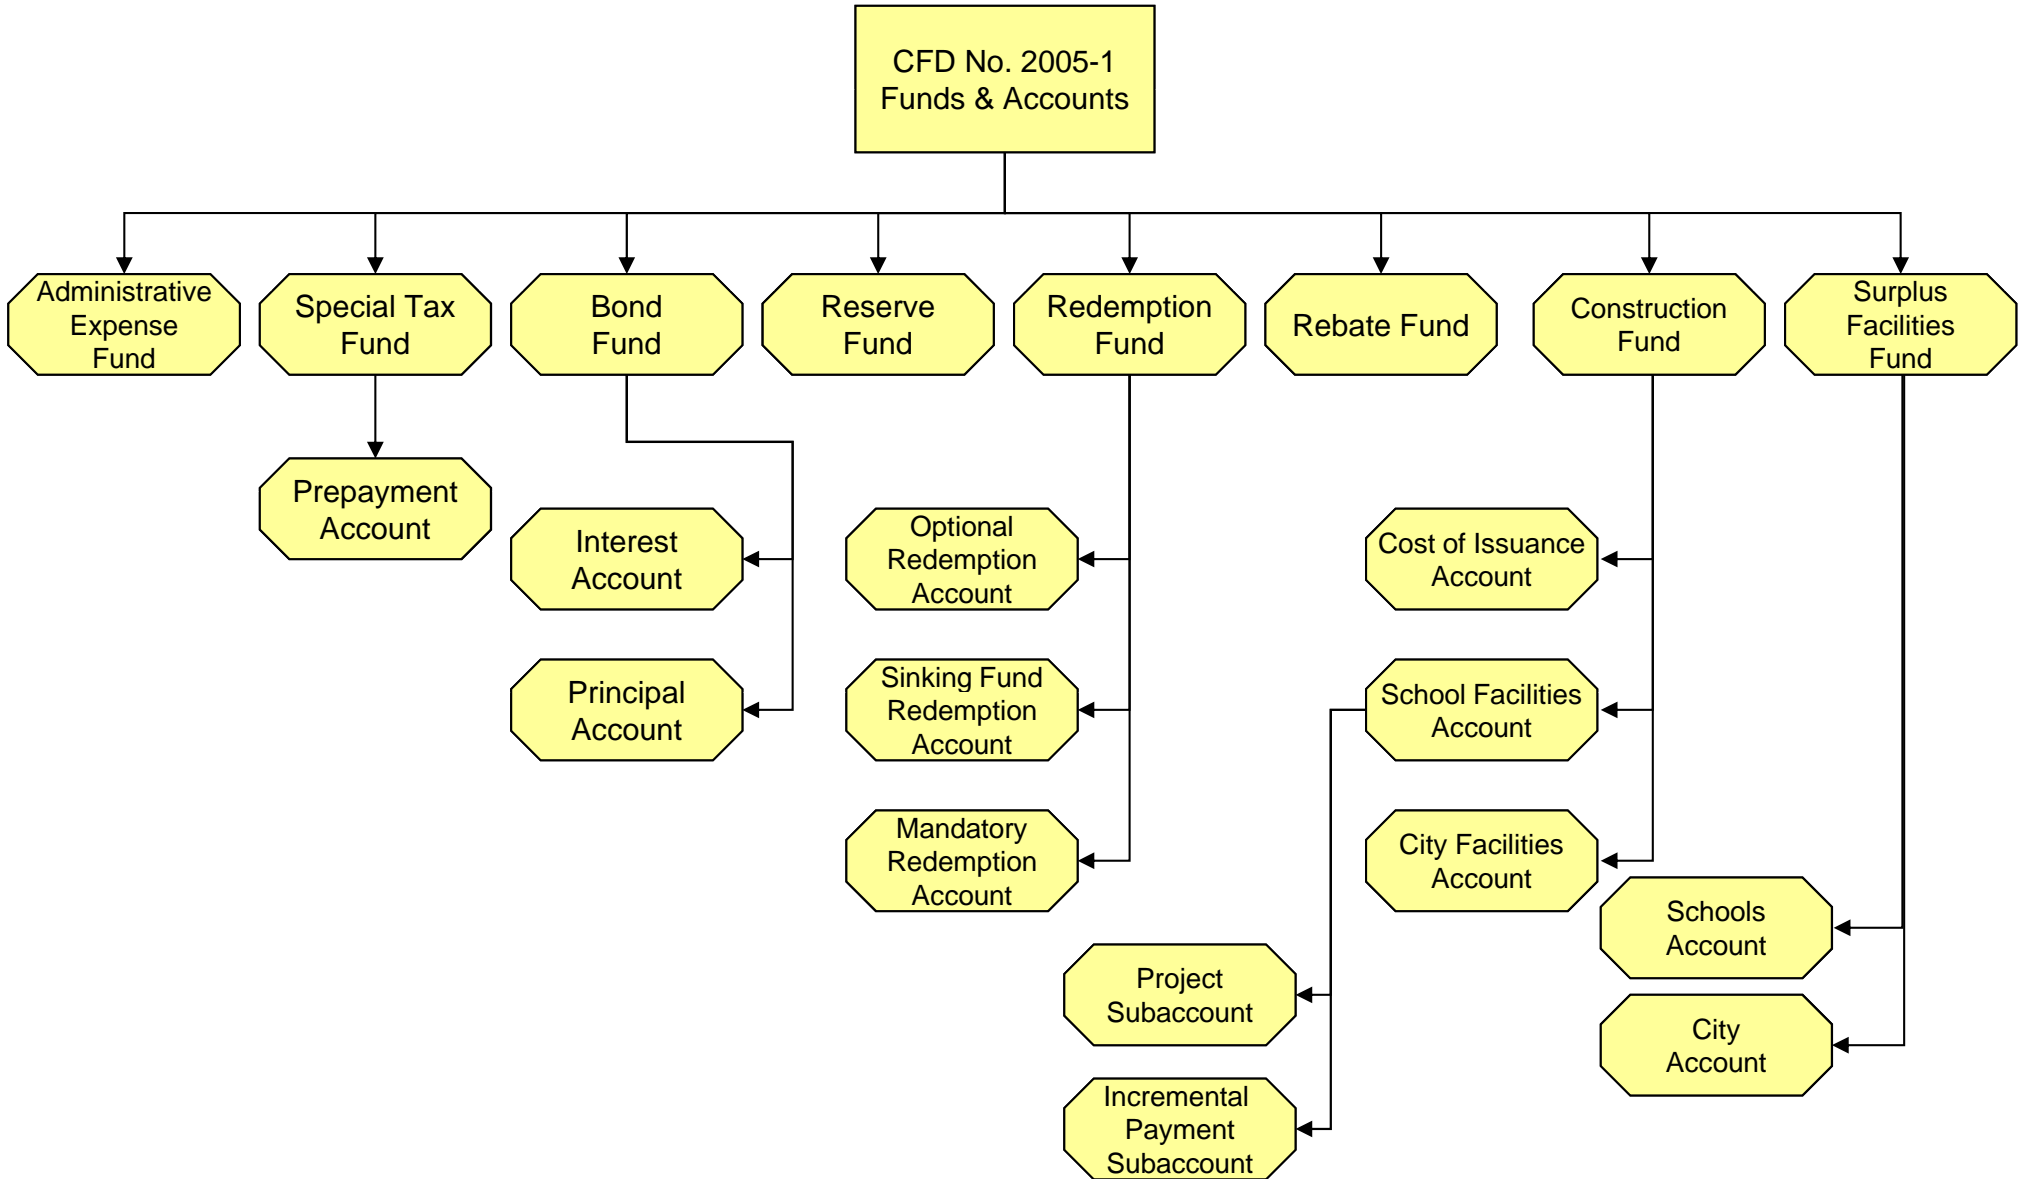 CFD No. 2005-1
Funds & Accounts
Administrative
Expense
Fund
Special Tax
Fund
Bond
Fund
Reserve
Fund
Redemption
Fund
Rebate Fund
Construction
Fund
Surplus
Facilities
Fund
Prepayment
Account
Interest
Account
Optional
Redemption
Account
Cost of Issuance
Account
Principal
Account
Sinking Fund
Redemption
Account
School Facilities
Account
Mandatory
Redemption
Account
City Facilities
Account
Schools
Account
Project
Subaccount
City
Account
Incremental
Payment
Subaccount